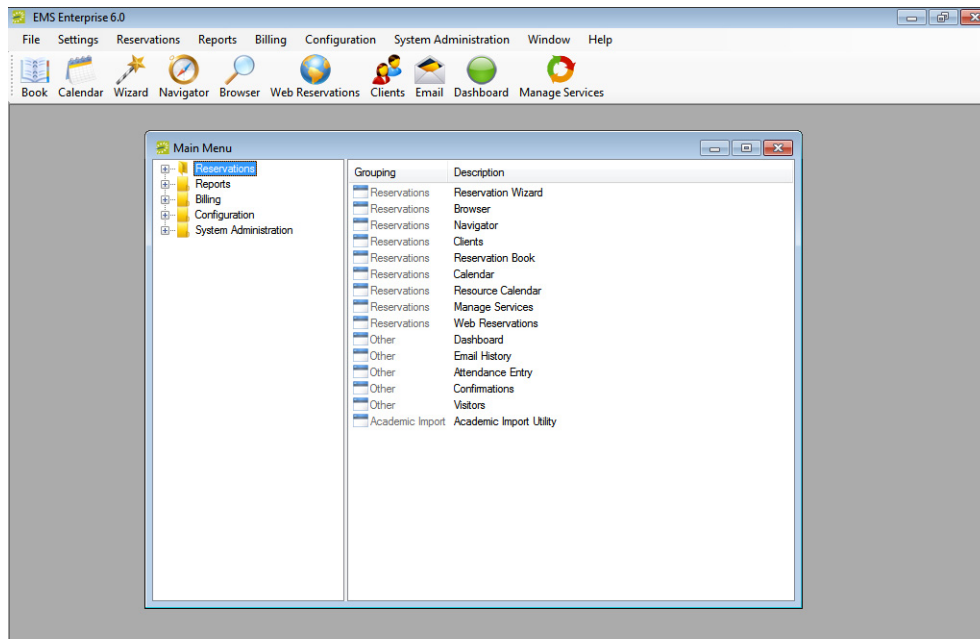 EMS Enterprise 6.0
File Settings Reservations Reports Billing Configuration System Administration Window Help
Book Calendar Wizard Navigator Browser Web Reservations Clients Email Dashboard Manage Services
Main Menu
Reservations
Reports
Billing
Configuration
System Administration
Grouping Description
Reservations Reservation Wizard
Reservations Browser
Reservations Navigator
Reservations Clients
Reservations Reservation Book
Reservations Calendar
Reservations Resource Calendar
Reservations Manage Services
Reservations Web Reservations
Other Dashboard
Other Email History
Other Attendance Entry
Other Confirmations
Other Visitors
Academic Import Academic Import Utility